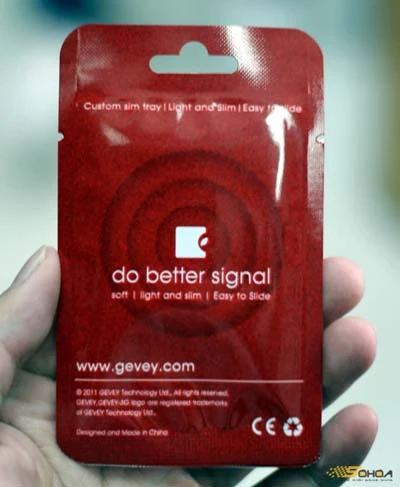 Custom sim tray | Light and Slim | Easy to Slide
do better signal
soft | light and slim | Easy to Slide
www.gevey.com
© 2011 GEVEY Technology Ltd., All rights reserved.
GEVEY, GEVEY-3G logo are registered trademarks
of GEVEY Technology Ltd.,
Designed and Made in China
CE
SOHOA